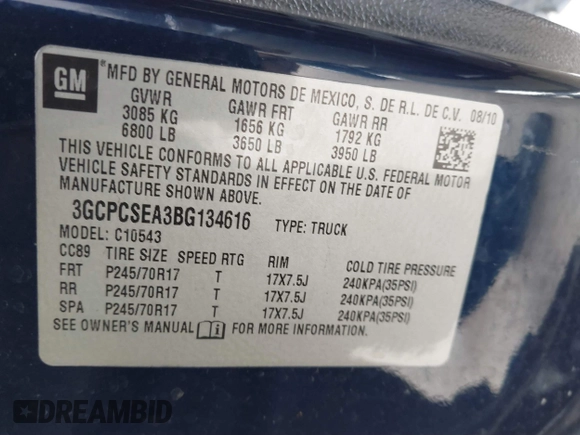 GM
MFD BY GENERAL MOTORS DE MEXICO, S. DE R.L. DE C.V. 08/10
GVWR GAWR FRT GAWR RR
3085 KG 1656 KG 1792 KG
6800 LB 3650 LB 3950 LB
THIS VEHICLE CONFORMS TO ALL APPLICABLE U.S. FEDERAL MOTOR
VEHICLE SAFETY STANDARDS IN EFFECT ON THE DATE OF
MANUFACTURE SHOWN ABOVE.
3GCPCSEA3BG134616 TYPE: TRUCK
MODEL: C10543
CC89 TIRE SIZE SPEED RTG RIM COLD TIRE PRESSURE
FRT P245/70R17 T 17X7.5J 240KPA(35PSI)
RR P245/70R17 T 17X7.5J 240KPA(35PSI)
SPA P245/70R17 T 17X7.5J 240KPA(35PSI)
SEE OWNER'S MANUAL FOR MORE INFORMATION.
DREAMBID